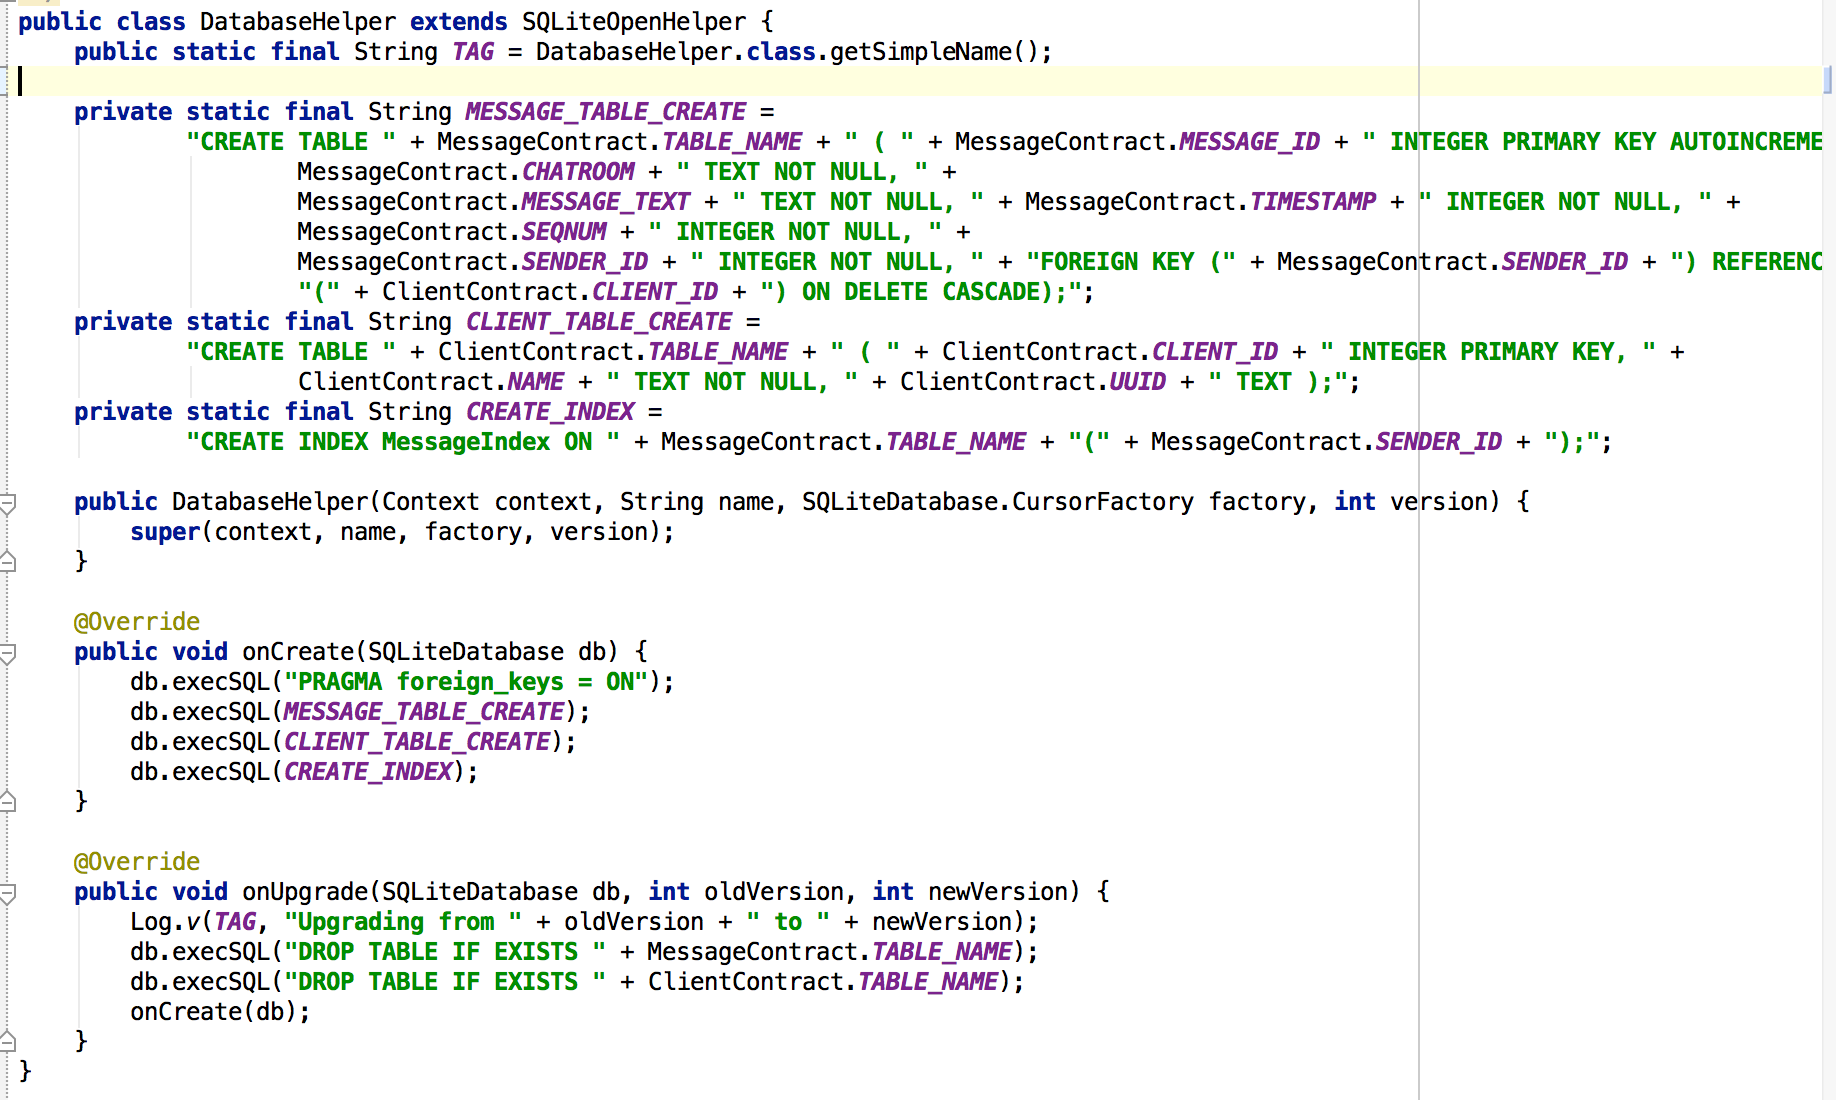 public class DatabaseHelper extends SQLiteOpenHelper {
    public static final String TAG = DatabaseHelper.class.getSimpleName();
    private static final String MESSAGE_TABLE_CREATE =
            "CREATE TABLE " + MessageContract.TABLE_NAME + " ( " + MessageContract.MESSAGE_ID + " INTEGER PRIMARY KEY AUTOINCREME
                    MessageContract.CHATROOM + " TEXT NOT NULL, " +
                    MessageContract.MESSAGE_TEXT + " TEXT NOT NULL, " + MessageContract.TIMESTAMP + " INTEGER NOT NULL, " +
                    MessageContract.SEQNUM + " INTEGER NOT NULL, " +
                    MessageContract.SENDER_ID + " INTEGER NOT NULL, " + "FOREIGN KEY (" + MessageContract.SENDER_ID + ") REFERENC
                    "(" + ClientContract.CLIENT_ID + ") ON DELETE CASCADE);";
    private static final String CLIENT_TABLE_CREATE =
            "CREATE TABLE " + ClientContract.TABLE_NAME + " ( " + ClientContract.CLIENT_ID + " INTEGER PRIMARY KEY, " +
                    ClientContract.NAME + " TEXT NOT NULL, " + ClientContract.UUID + " TEXT );";
    private static final String CREATE_INDEX =
            "CREATE INDEX MessageIndex ON " + MessageContract.TABLE_NAME + "(" + MessageContract.SENDER_ID + ");";
    public DatabaseHelper(Context context, String name, SQLiteDatabase.CursorFactory factory, int version) {
        super(context, name, factory, version);
    }
    @Override
    public void onCreate(SQLiteDatabase db) {
        db.execSQL("PRAGMA foreign_keys = ON");
        db.execSQL(MESSAGE_TABLE_CREATE);
        db.execSQL(CLIENT_TABLE_CREATE);
        db.execSQL(CREATE_INDEX);
    }
    @Override
    public void onUpgrade(SQLiteDatabase db, int oldVersion, int newVersion) {
        Log.v(TAG, "Upgrading from " + oldVersion + " to " + newVersion);
        db.execSQL("DROP TABLE IF EXISTS " + MessageContract.TABLE_NAME);
        db.execSQL("DROP TABLE IF EXISTS " + ClientContract.TABLE_NAME);
        onCreate(db);
    }
}